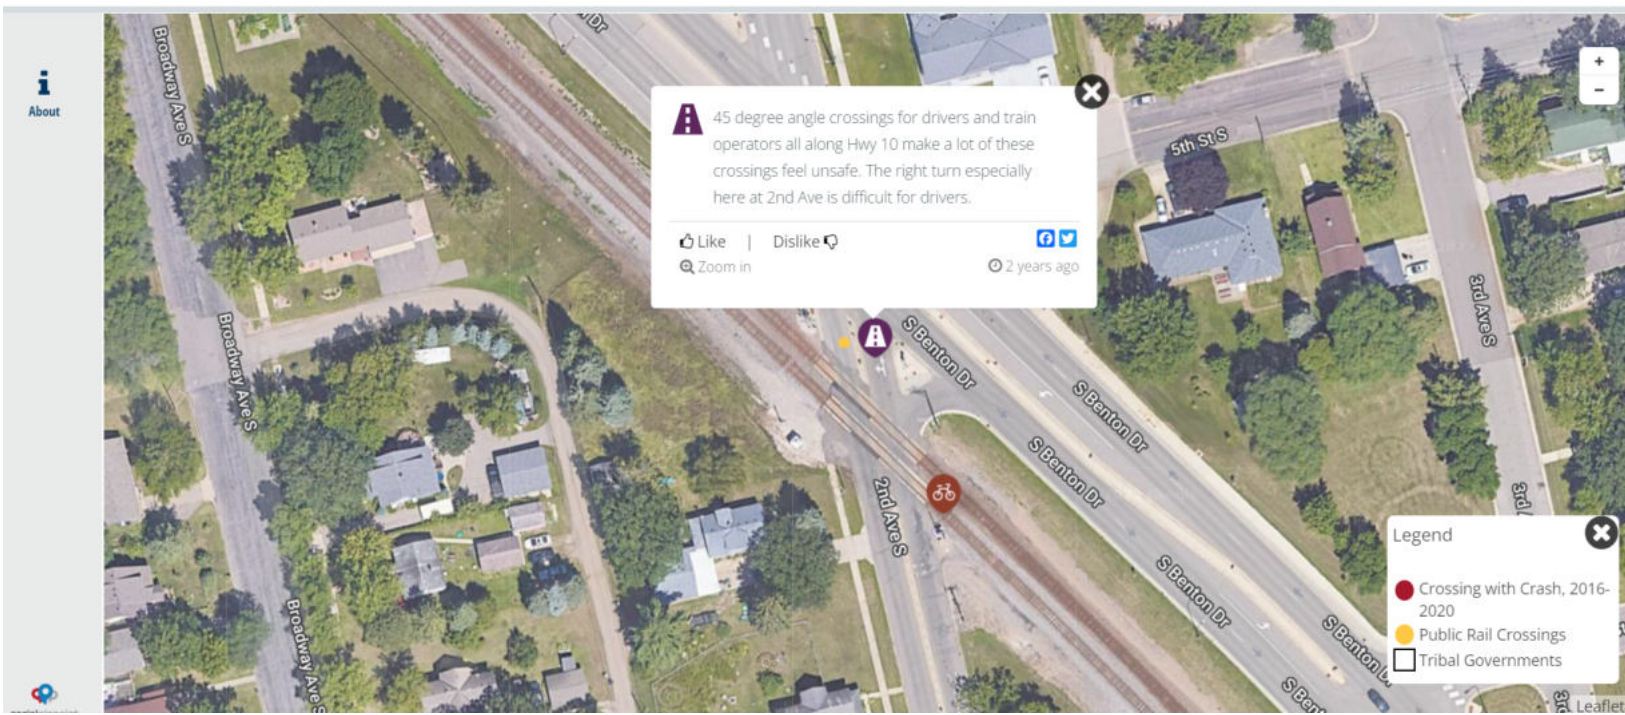 About
45 degree angle crossings for drivers and train
operators all along Hwy 10 make a lot of these
crossings feel unsafe. The right turn especially
here at 2nd Ave is difficult for drivers.
Like | Dislike
Zoom in
2 years ago
+
−
Broadway Ave S
Broadway Ave S
Broadway Ave S
Dr
5th St S
3rd Ave S
3rd
S Benton Dr
S Benton Dr
S Benton Dr
S Benton Dr
S Benton
S Ben
2nd Ave S
Legend
Crossing with Crash, 2016-
2020
Public Rail Crossings
Tribal Governments
Leaflet